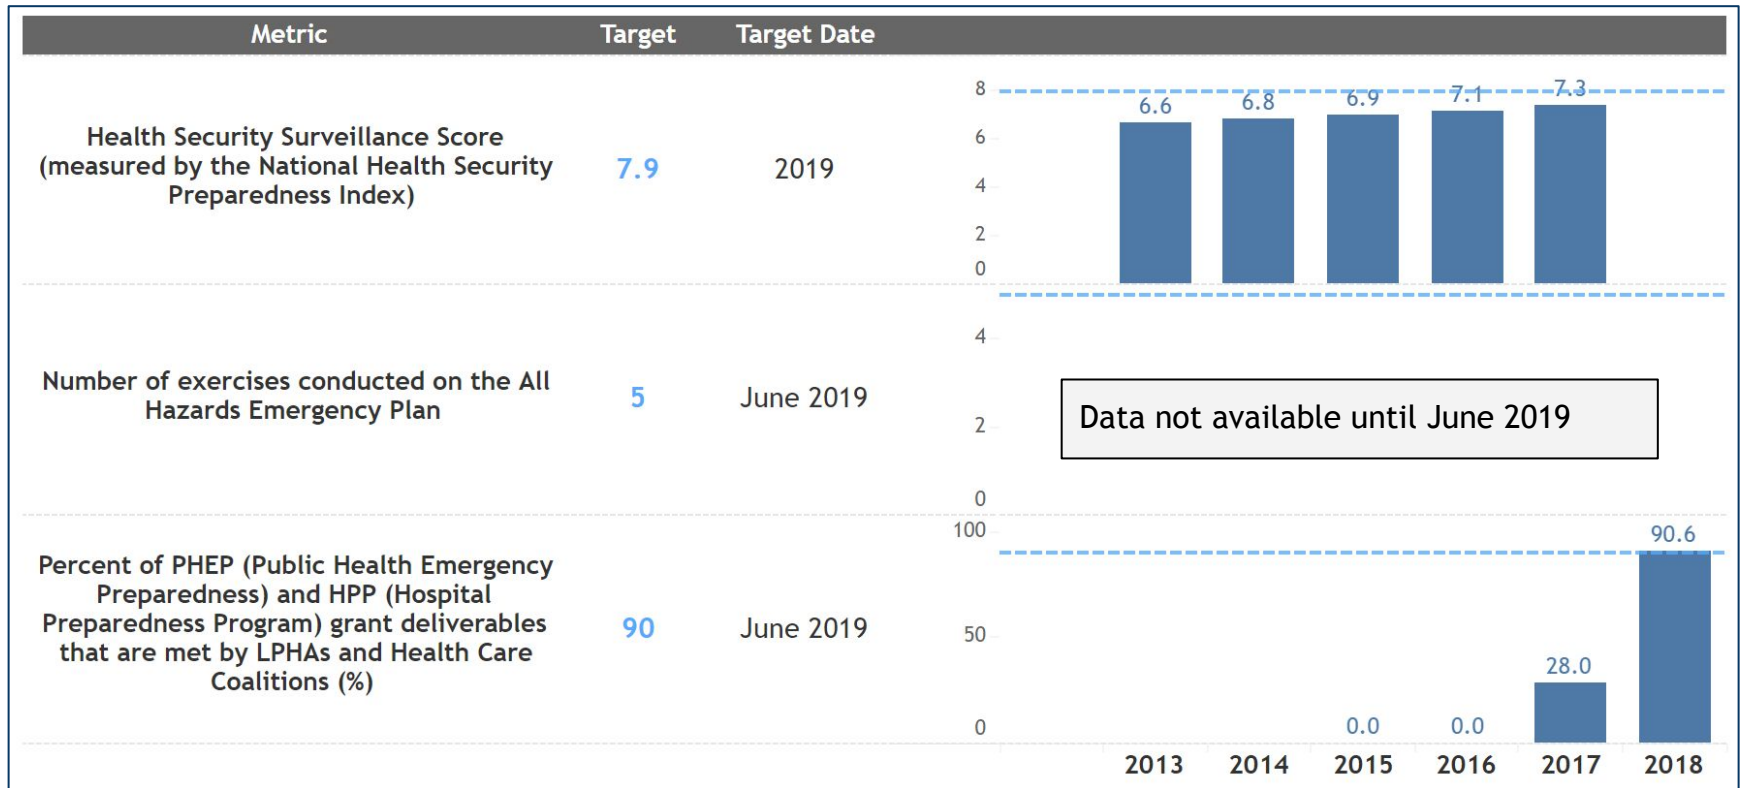 Metric Target Target Date
Health Security Surveillance Score
(measured by the National Health Security
Preparedness Index)
7.9
2019
8
6
4
2
0
6.6
6.8
6.9
7.1
7.3
Number of exercises conducted on the All
Hazards Emergency Plan
5
June 2019
4
2
0
Data not available until June 2019
Percent of PHEP (Public Health Emergency
Preparedness) and HPP (Hospital
Preparedness Program) grant deliverables
that are met by LPHAs and Health Care
Coalitions (%)
90
June 2019
100
50
0
0.0
0.0
28.0
90.6
2013 2014 2015 2016 2017 2018